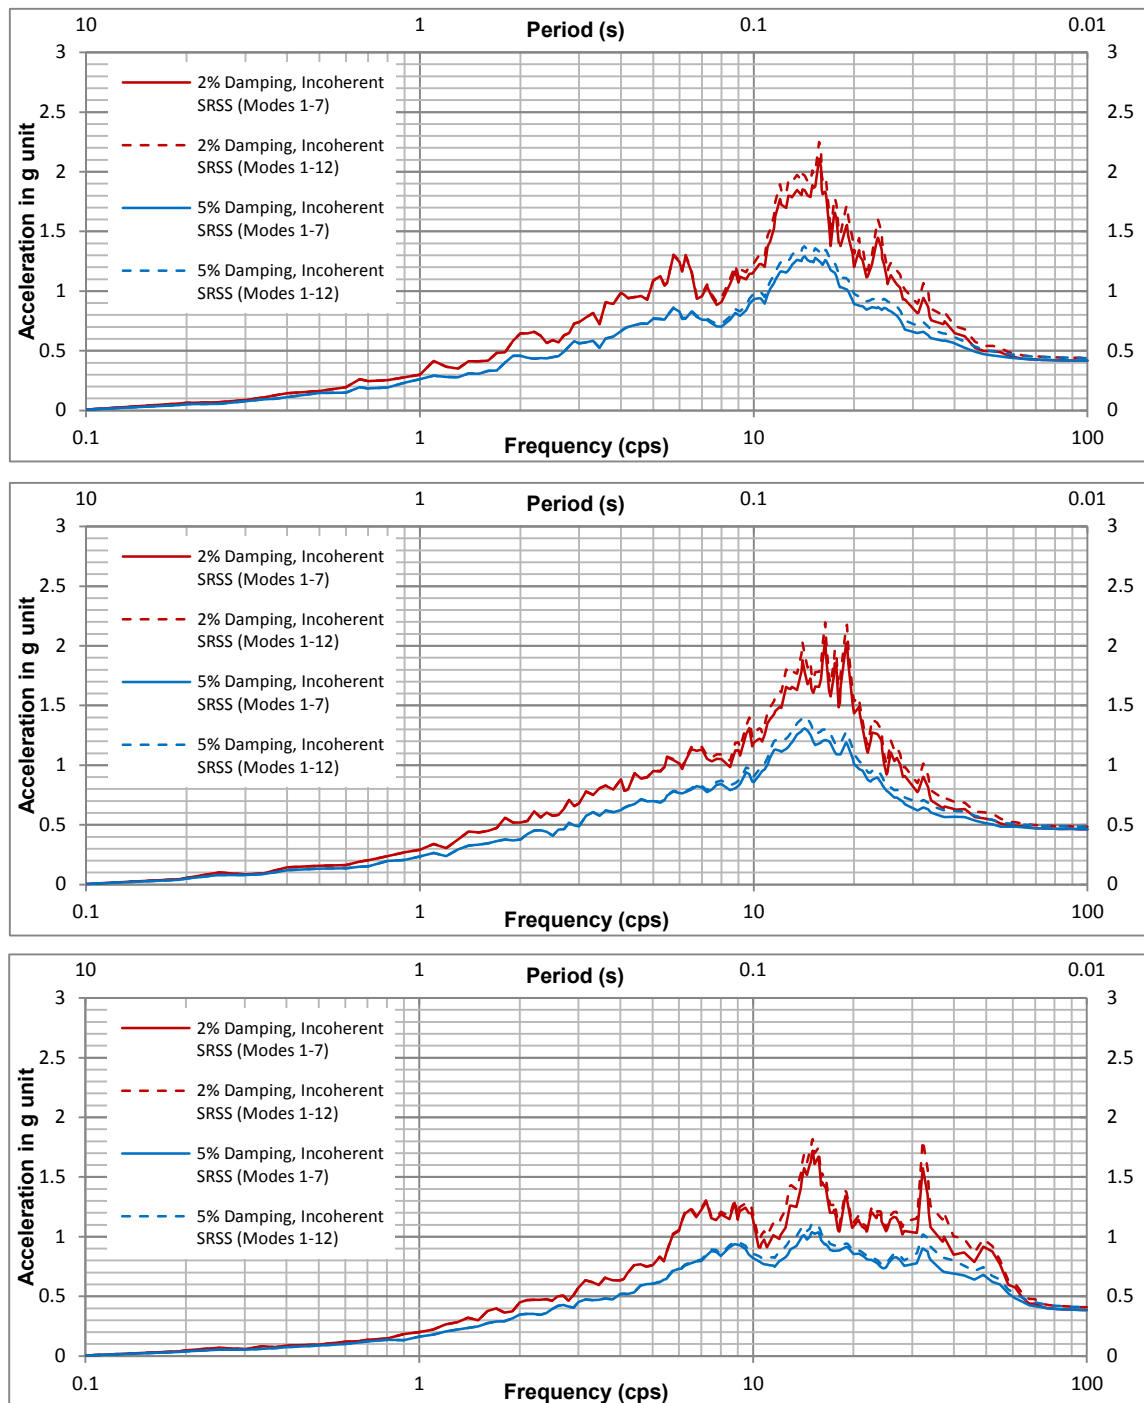 10 1 0.1 0.01
Period (s)
3 3
2.5 2.5
2 2
1.5 1.5
1 1
0.5 0.5
0 0
Acceleration in g unit
2% Damping, Incoherent
SRSS (Modes 1-7)
2% Damping, Incoherent
SRSS (Modes 1-12)
5% Damping, Incoherent
SRSS (Modes 1-7)
5% Damping, Incoherent
SRSS (Modes 1-12)
0.1 1 10 100
Frequency (cps)
10 1 0.1 0.01
Period (s)
3 3
2.5 2.5
2 2
1.5 1.5
1 1
0.5 0.5
0 0
Acceleration in g unit
2% Damping, Incoherent
SRSS (Modes 1-7)
2% Damping, Incoherent
SRSS (Modes 1-12)
5% Damping, Incoherent
SRSS (Modes 1-7)
5% Damping, Incoherent
SRSS (Modes 1-12)
0.1 1 10 100
Frequency (cps)
10 1 0.1 0.01
Period (s)
3 3
2.5 2.5
2 2
1.5 1.5
1 1
0.5 0.5
0 0
Acceleration in g unit
2% Damping, Incoherent
SRSS (Modes 1-7)
2% Damping, Incoherent
SRSS (Modes 1-12)
5% Damping, Incoherent
SRSS (Modes 1-7)
5% Damping, Incoherent
SRSS (Modes 1-12)
0.1 1 10 100
Frequency (cps)